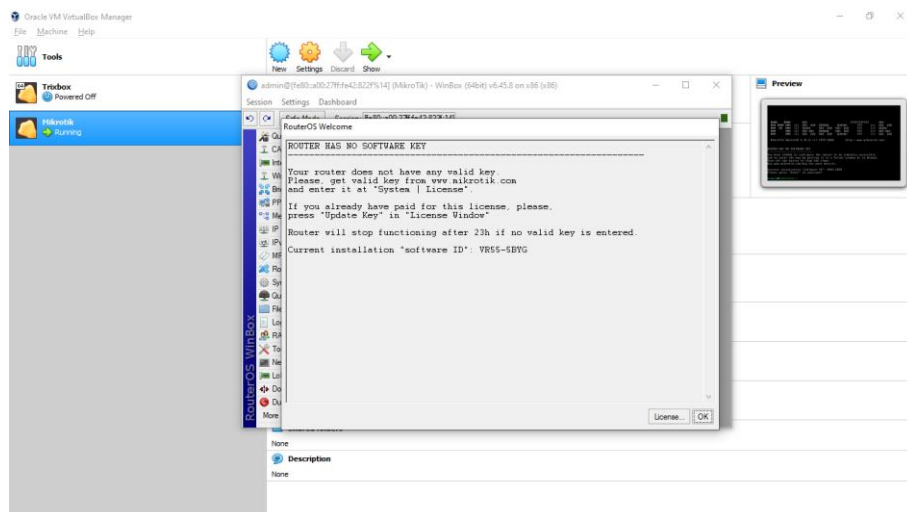 Oracle VM VirtualBox Manager
File Machine Help
Tools
New Settings Discard Show
Trixbox
Powered Off
Mikrotik
Running
Preview
admin@[fe80::a00:27ff:fe42:822f%14] (MikroTik) - WinBox (64bit) v6.45.8 on x86 (x86)
Session Settings Dashboard
RouterOS Welcome
ROUTER HAS NO SOFTWARE KEY
Your router does not have any valid key.
Please, get valid key from www.mikrotik.com
and enter it at "System | License".
If you already have paid for this license, please,
press "Update Key" in "License Window"
Router will stop functioning after 23h if no valid key is entered.
Current installation "software ID": VR55-5BYG
RouterOS WinBox
More
License... OK
None
Description
None